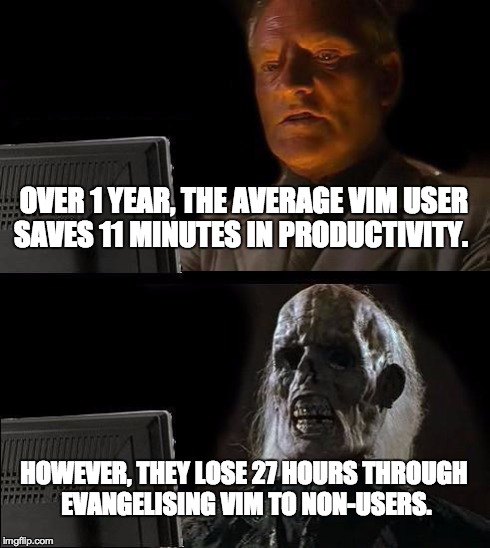 OVER 1 YEAR, THE AVERAGE VIM USER
SAVES 11 MINUTES IN PRODUCTIVITY.
HOWEVER, THEY LOSE 27 HOURS THROUGH
EVANGELISING VIM TO NON-USERS.
imgflip.com